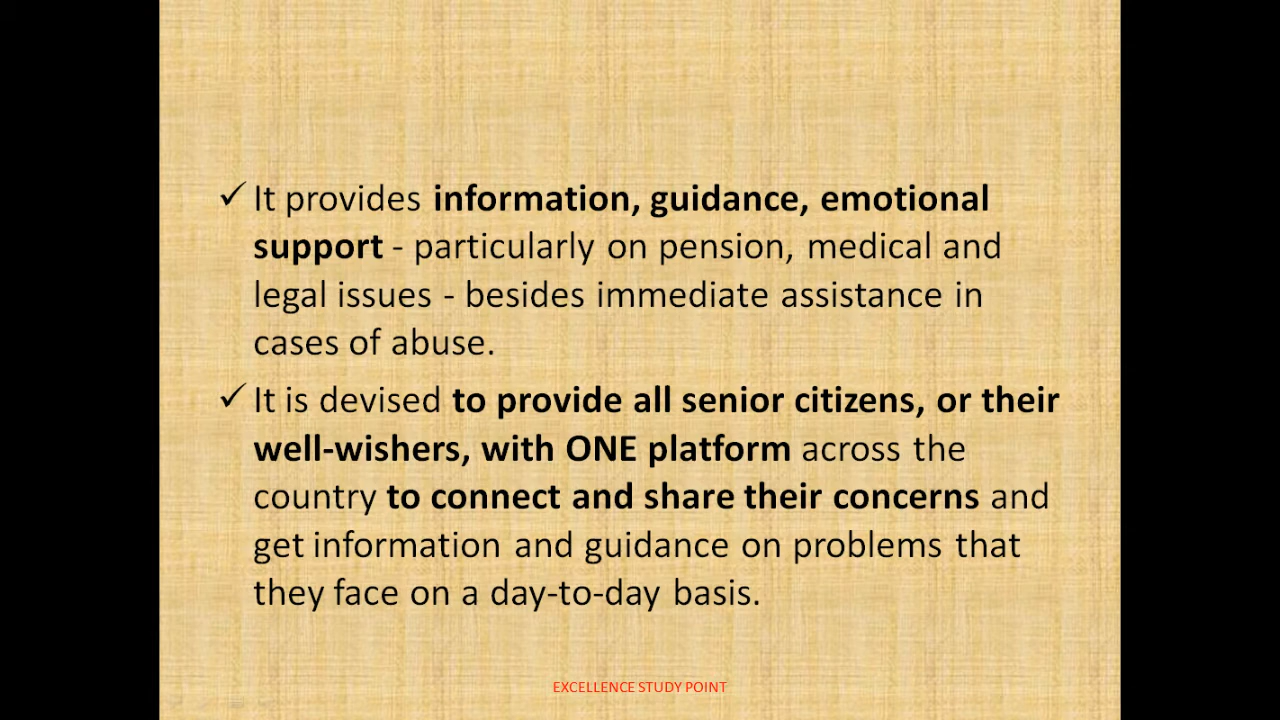 ✓ It provides information, guidance, emotional
support - particularly on pension, medical and
legal issues - besides immediate assistance in
cases of abuse.
✓ It is devised to provide all senior citizens, or their
well-wishers, with ONE platform across the
country to connect and share their concerns and
get information and guidance on problems that
they face on a day-to-day basis.
EXCELLENCE STUDY POINT